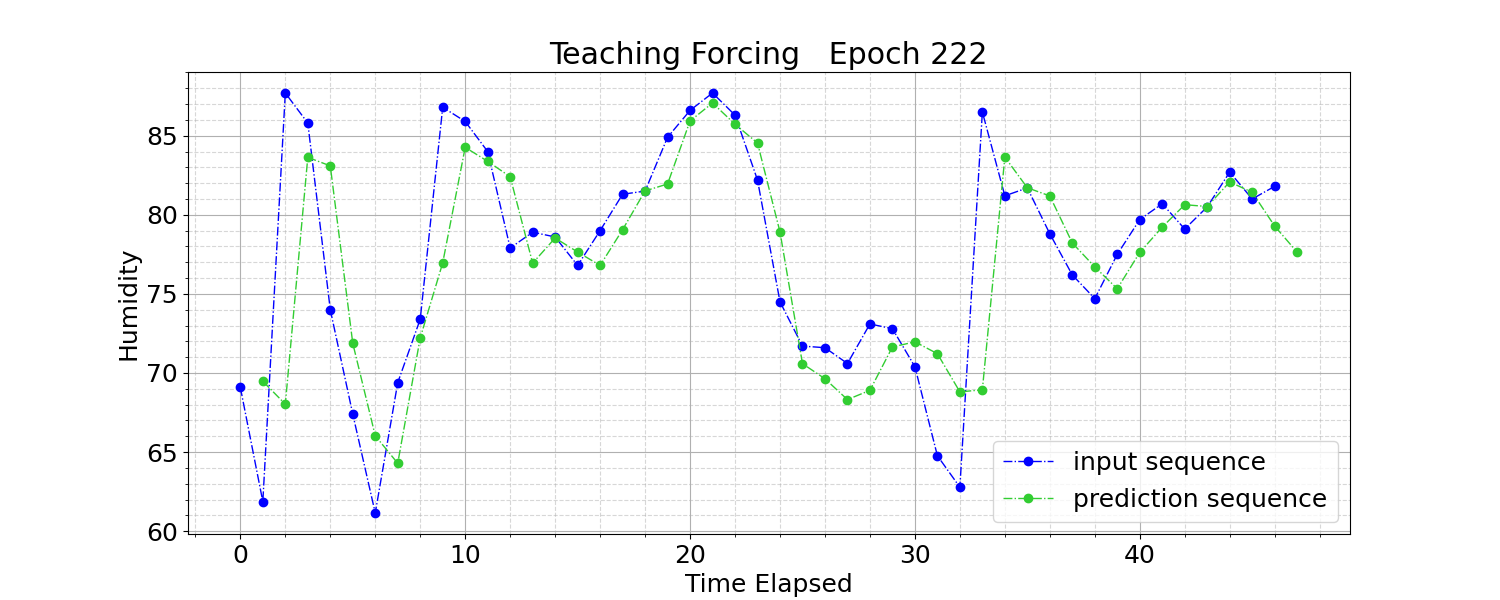 Teaching Forcing   Epoch 222
Humidity
85
80
75
70
65
60
0 10 20 30 40
Time Elapsed
input sequence
prediction sequence